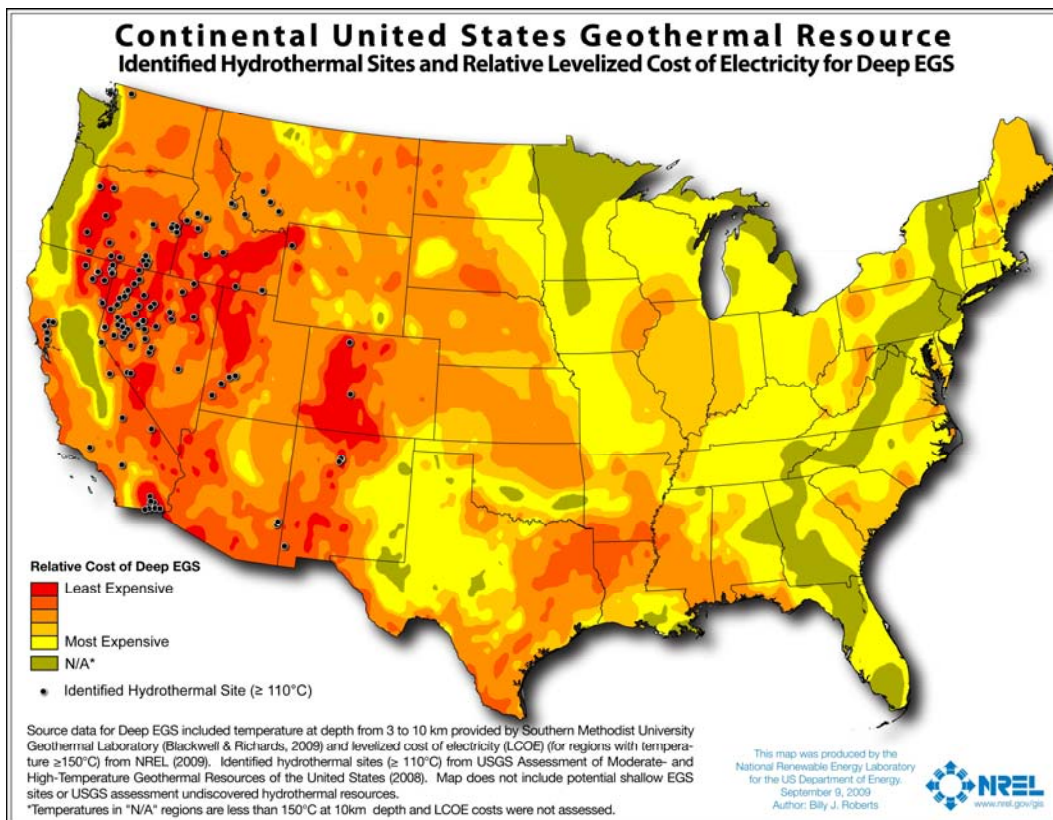 Continental United States Geothermal Resource
Identified Hydrothermal Sites and Relative Levelized Cost of Electricity for Deep EGS
Relative Cost of Deep EGS
Least Expensive
Most Expensive
N/A*
Identified Hydrothermal Site (≥ 110°C)
Source data for Deep EGS included temperature at depth from 3 to 10 km provided by Southern Methodist University
Geothermal Laboratory (Blackwell & Richards, 2009) and levelized cost of electricity (LCOE) (for regions with tempera-
ture ≥150°C) from NREL (2009). Identified hydrothermal sites (≥ 110°C) from USGS Assessment of Moderate- and
High-Temperature Geothermal Resources of the United States (2008). Map does not include potential shallow EGS
sites or USGS assessment undiscovered hydrothermal resources.
*Temperatures in "N/A" regions are less than 150°C at 10km depth and LCOE costs were not assessed.
This map was produced by the
National Renewable Energy Laboratory
for the US Department of Energy.
September 9, 2009
Author: Billy J. Roberts
NREL
www.nrel.gov/gis